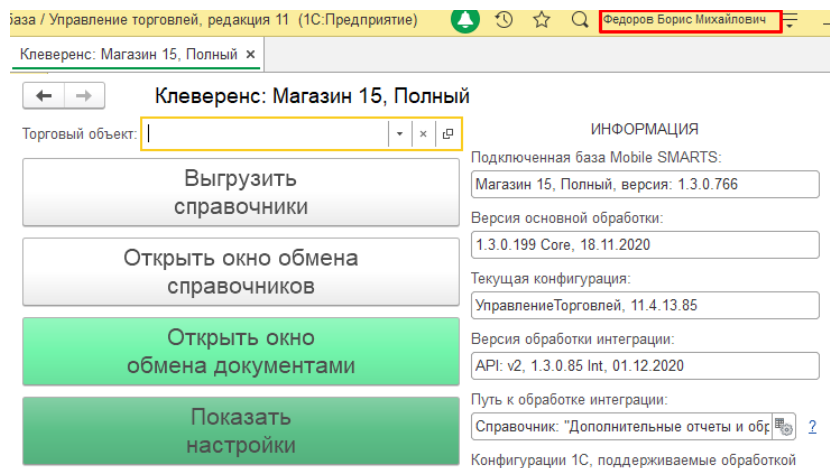 база / Управление торговлей, редакция 11 (1С:Предприятие)
Федоров Борис Михайлович
Клеверенс: Магазин 15, Полный ×
Клеверенс: Магазин 15, Полный
Торговый объект:
Выгрузить
справочники
Открыть окно обмена
справочников
Открыть окно
обмена документами
Показать
настройки
ИНФОРМАЦИЯ
Подключенная база Mobile SMARTS:
Магазин 15, Полный, версия: 1.3.0.766
Версия основной обработки:
1.3.0.199 Core, 18.11.2020
Текущая конфигурация:
УправлениеТорговлей, 11.4.13.85
Версия обработки интеграции:
API: v2, 1.3.0.85 Int, 01.12.2020
Путь к обработке интеграции:
Справочник: "Дополнительные отчеты и обр
?
Конфигурации 1С, поддерживаемые обработкой